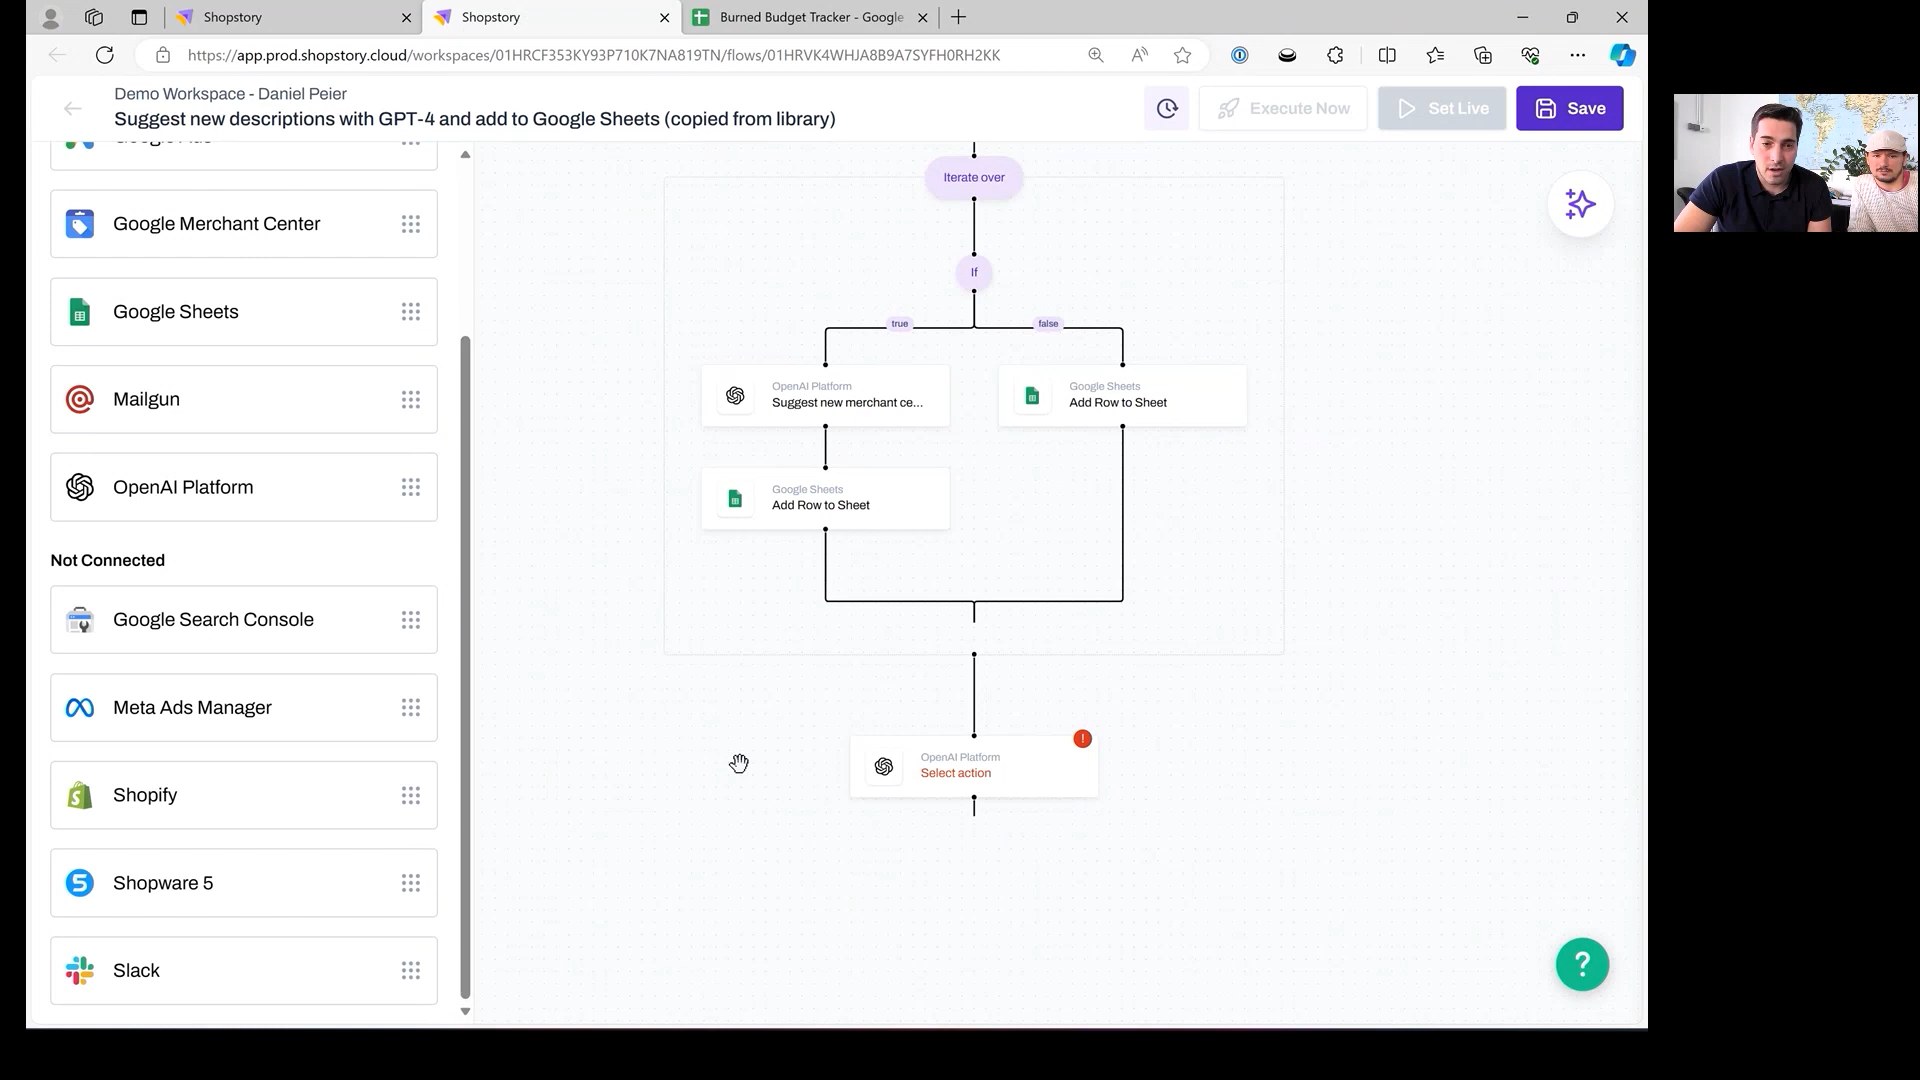 Shopstory
Shopstory
Burned Budget Tracker - Google
https://app.prod.shopstory.cloud/workspaces/01HRCF353KY93P710K7NA819TN/flows/01HRVK4WHJA8B9A7SYFH0RH2KK
Demo Workspace - Daniel Peier
Suggest new descriptions with GPT-4 and add to Google Sheets (copied from library)
Execute Now
Set Live
Save
Google Merchant Center
Google Sheets
Mailgun
OpenAI Platform
Not Connected
Google Search Console
Meta Ads Manager
Shopify
Shopware 5
Slack
Iterate over
If
true
false
OpenAI Platform
Suggest new merchant ce...
Google Sheets
Add Row to Sheet
Google Sheets
Add Row to Sheet
OpenAI Platform
Select action
!
?